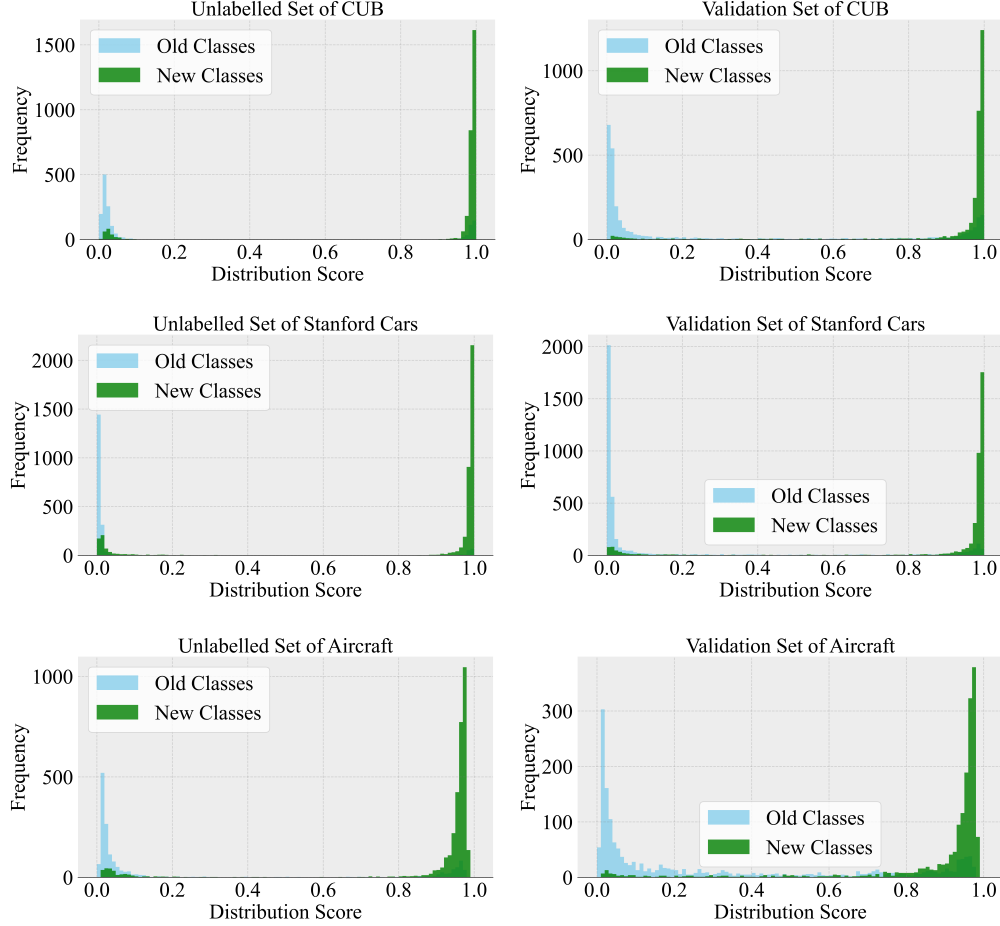 Unlabelled Set of CUB
Old Classes
New Classes
Frequency
1500
1000
500
0
0.0 0.2 0.4 0.6 0.8 1.0
Distribution Score
Validation Set of CUB
Old Classes
New Classes
Frequency
1000
500
0
0.0 0.2 0.4 0.6 0.8 1.0
Distribution Score
Unlabelled Set of Stanford Cars
Old Classes
New Classes
Frequency
2000
1500
1000
500
0
0.0 0.2 0.4 0.6 0.8 1.0
Distribution Score
Validation Set of Stanford Cars
Old Classes
New Classes
Frequency
2000
1500
1000
500
0
0.0 0.2 0.4 0.6 0.8 1.0
Distribution Score
Unlabelled Set of Aircraft
Old Classes
New Classes
Frequency
1000
500
0
0.0 0.2 0.4 0.6 0.8 1.0
Distribution Score
Validation Set of Aircraft
Old Classes
New Classes
Frequency
300
200
100
0
0.0 0.2 0.4 0.6 0.8 1.0
Distribution Score